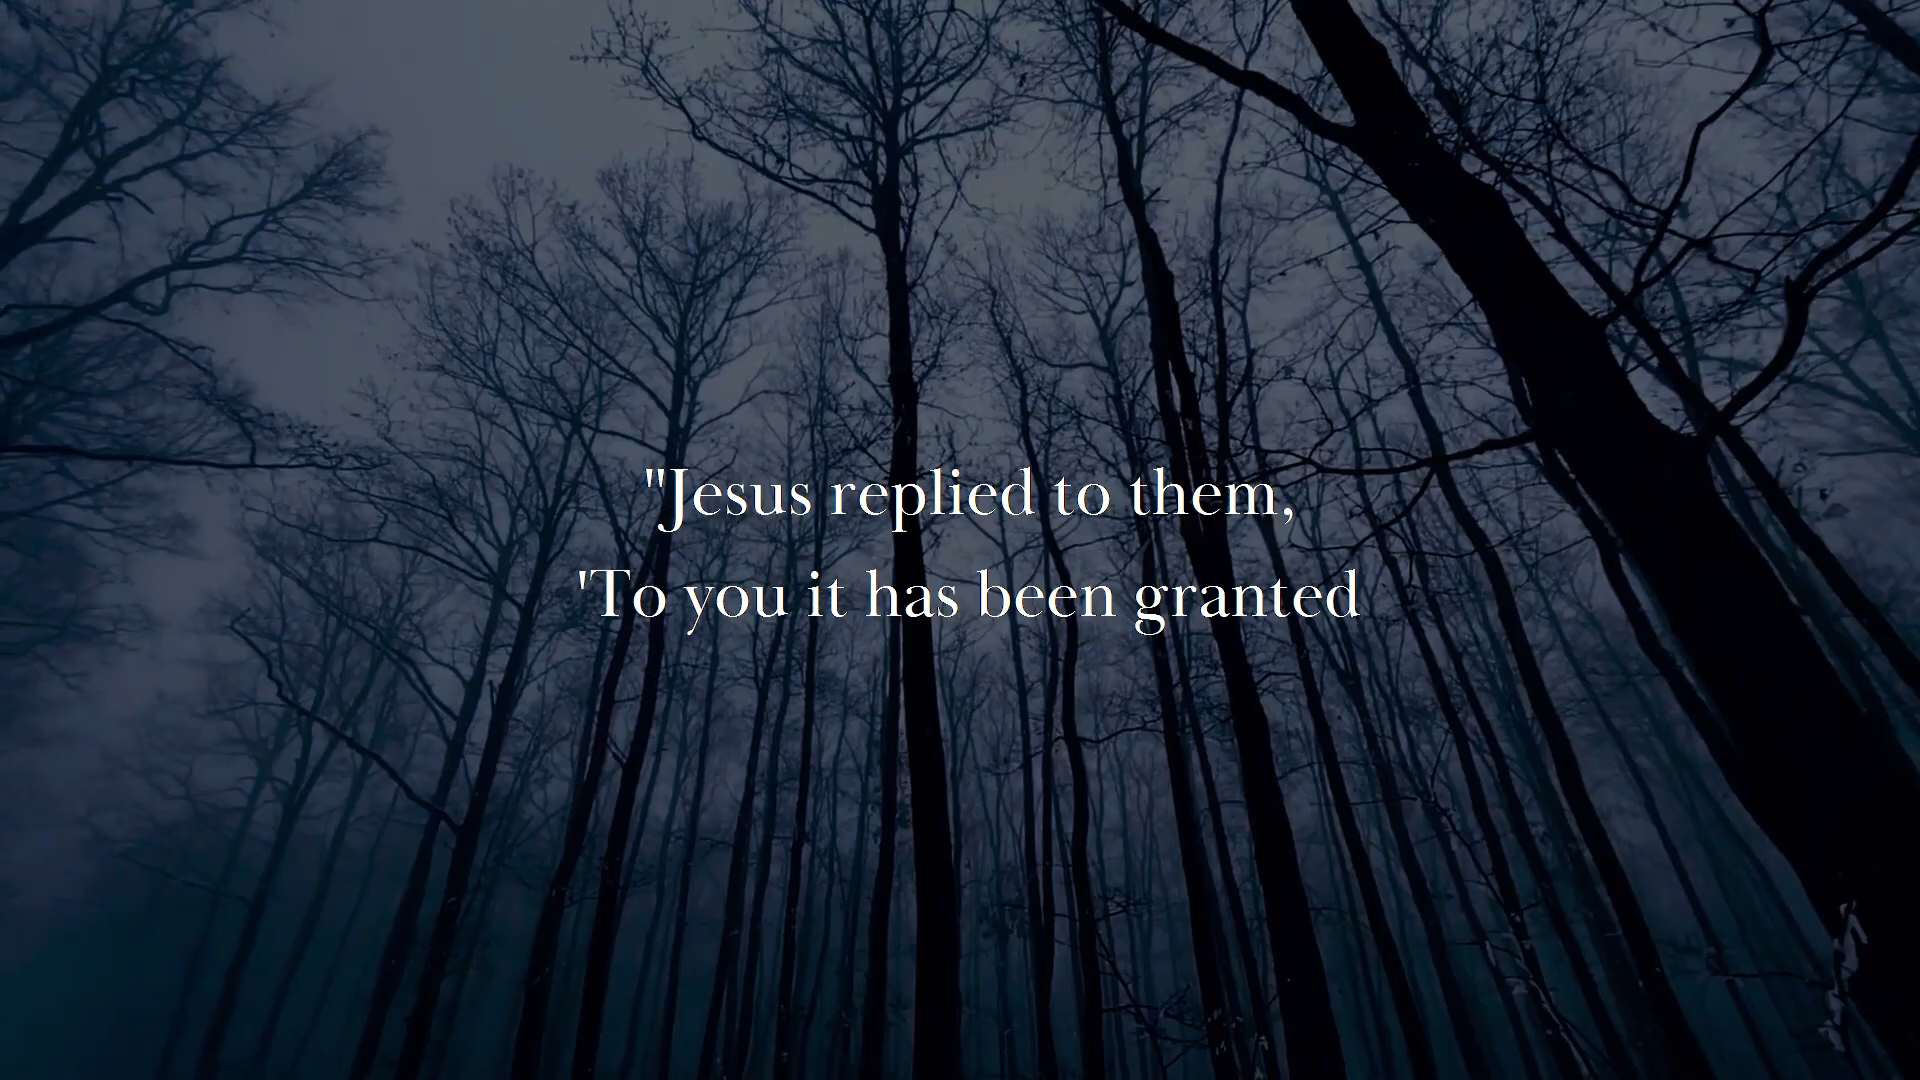 "Jesus replied to them,
'To you it has been granted